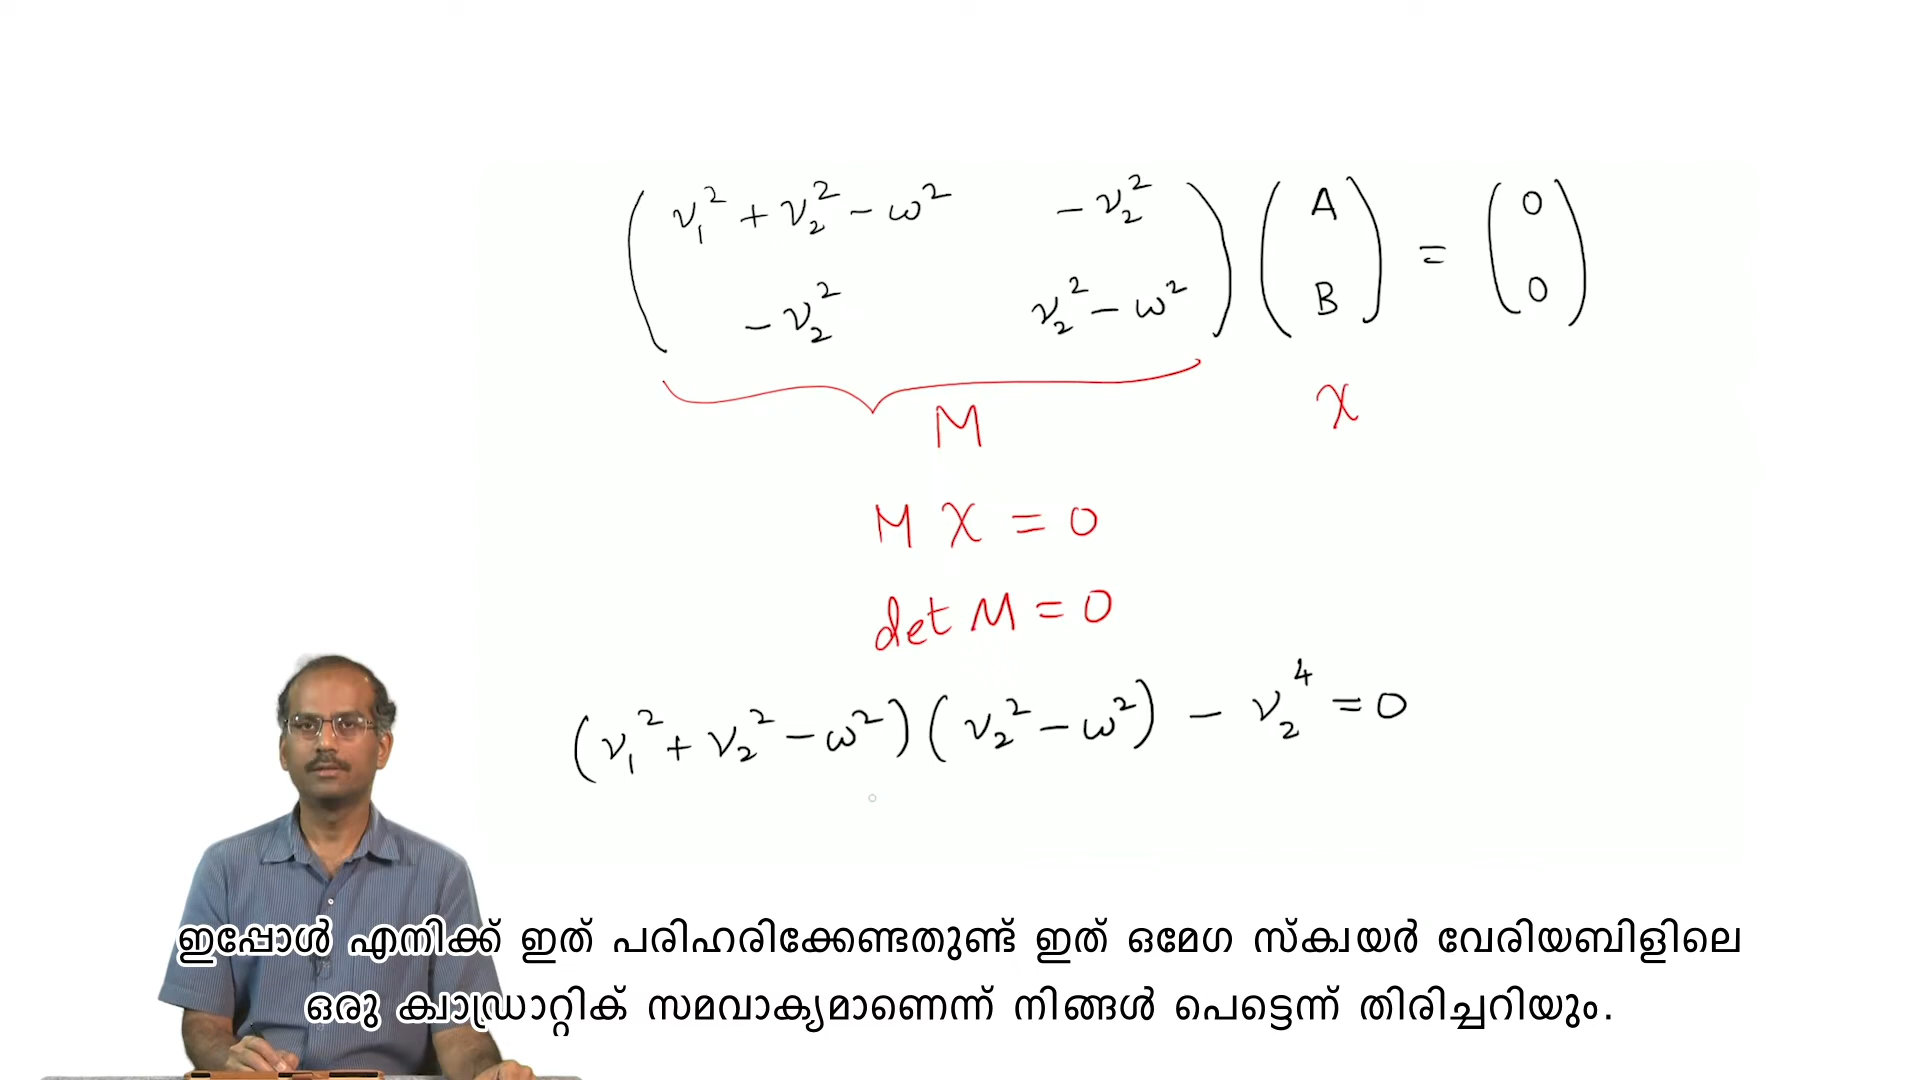 ( ν₁² + ν₂² − ω²   − ν₂² ) ( A ) = ( 0 )
( − ν₂²   ν₂² − ω² ) ( B ) ( 0 )
M   X
M X = 0
det M = 0
(ν₁² + ν₂² − ω²)(ν₂² − ω²) − ν₂⁴ = 0
ഇപ്പോൾ എനിക്ക് ഇത് പരിഹരിക്കേണ്ടതുണ്ട് ഇത് ഒമേഗ സ്ക്വയർ വേരിയബിളിലെ
ഒരു ക്വാഡ്രാറ്റിക് സമവാക്യമാണെന്ന് നിങ്ങൾ പെട്ടെന്ന് തിരിച്ചറിയും.